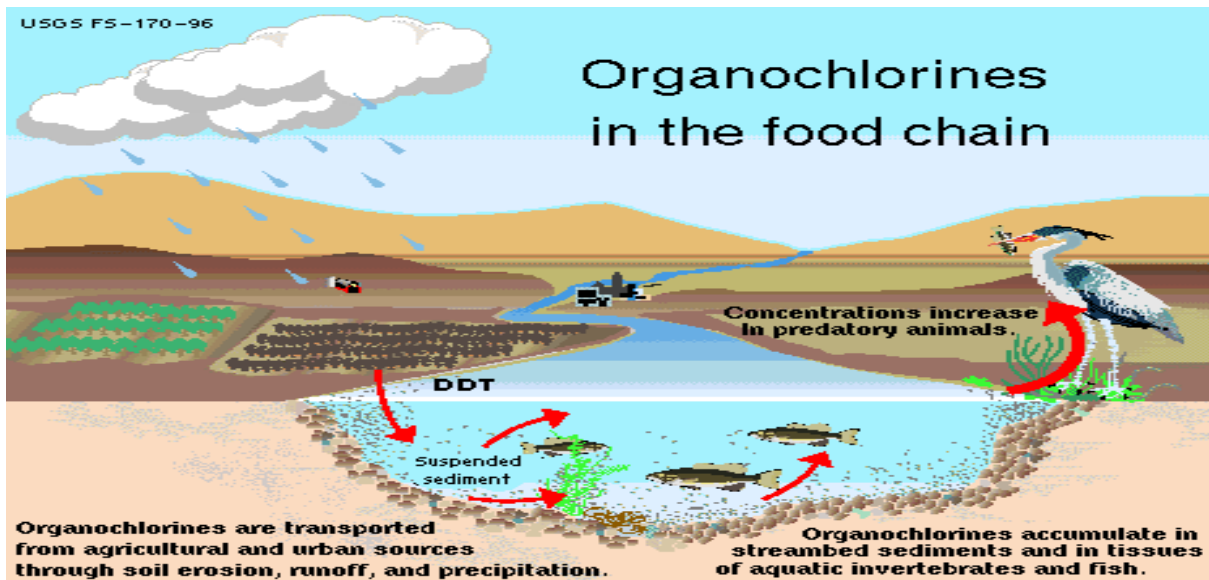 USGS FS-170-96
Organochlorines
in the food chain
Concentrations increase
In predatory animals.
DDT
Suspended
sediment
Organochlorines are transported
from agricultural and urban sources
through soil erosion, runoff, and precipitation.
Organochlorines accumulate in
streambed sediments and in tissues
of aquatic invertebrates and fish.